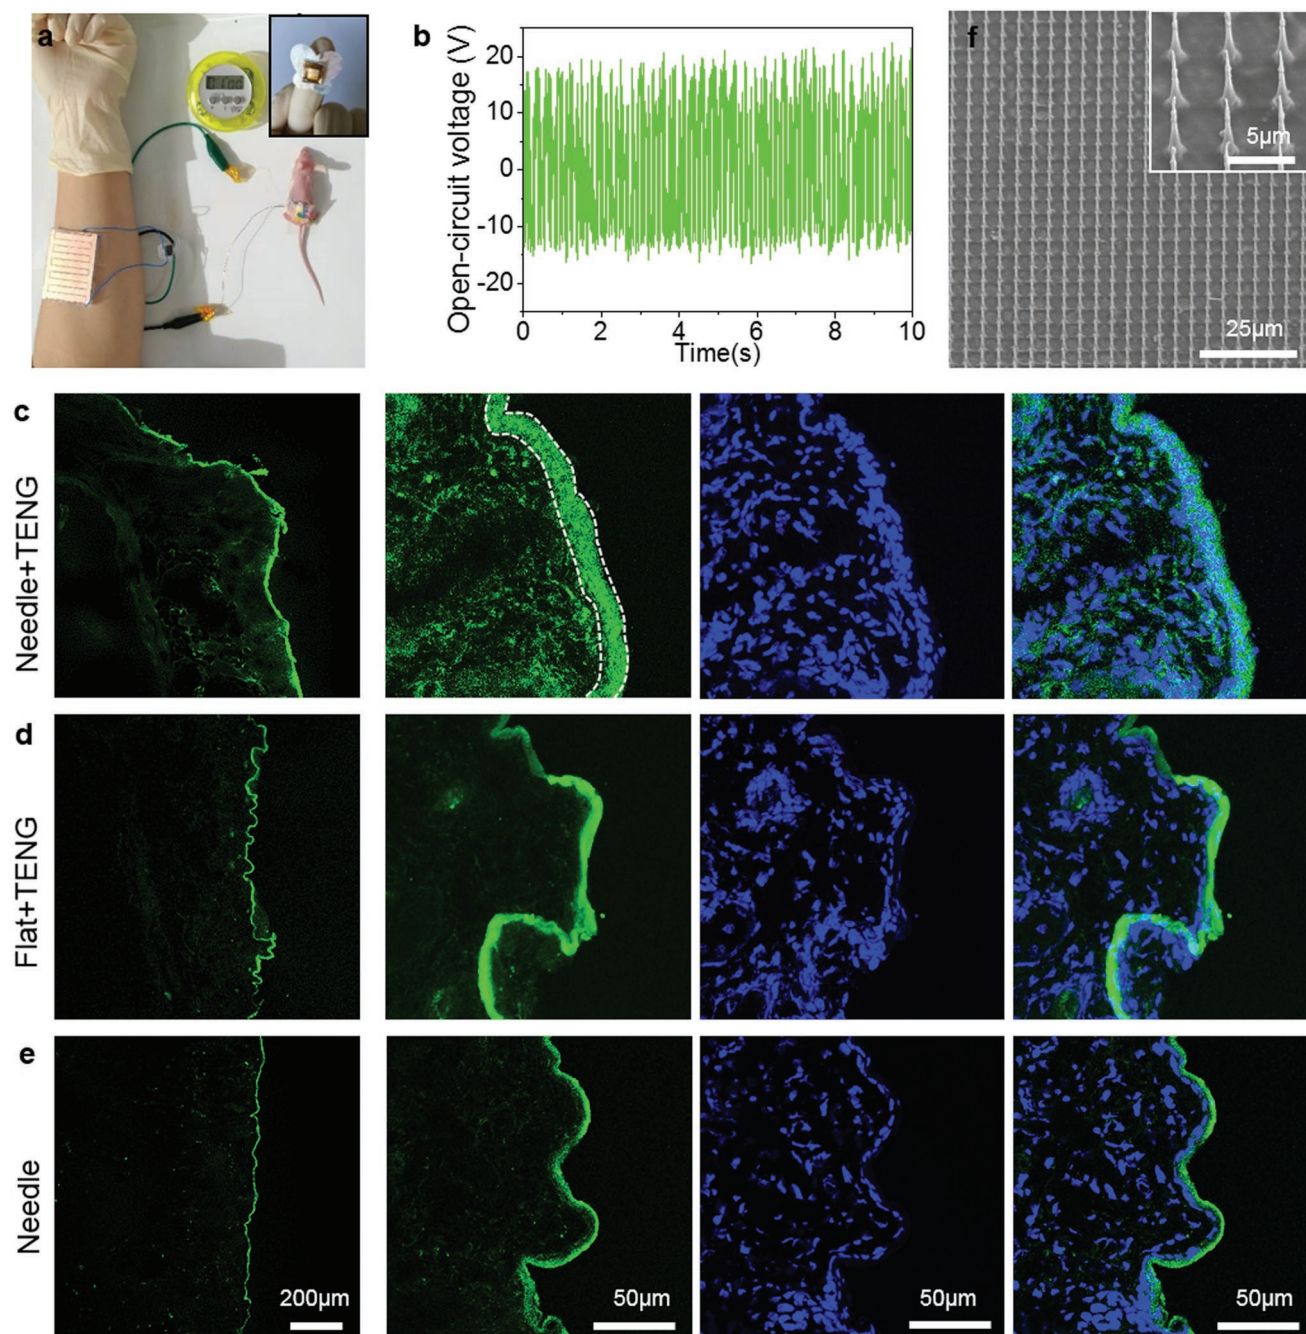 a
b
Open-circuit voltage (V)
20
10
0
-10
-20
0
2
4
6
8
10
Time(s)
f
5μm
25μm
c
Needle+TENG
d
Flat+TENG
e
Needle
200μm
50μm
50μm
50μm